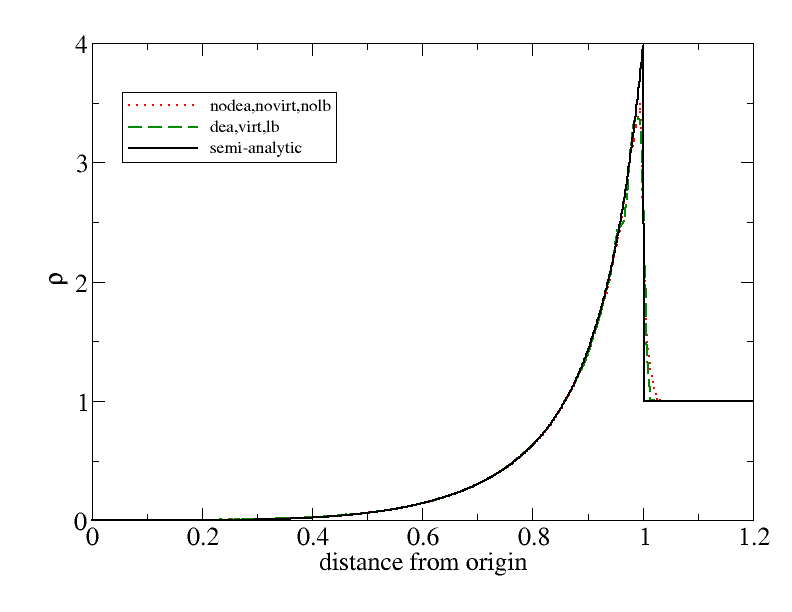 4
nodea,novirt,nolb
dea,virt,lb
semi-analytic
3
ρ
2
1
0
0 0.2 0.4 0.6 0.8 1 1.2
distance from origin